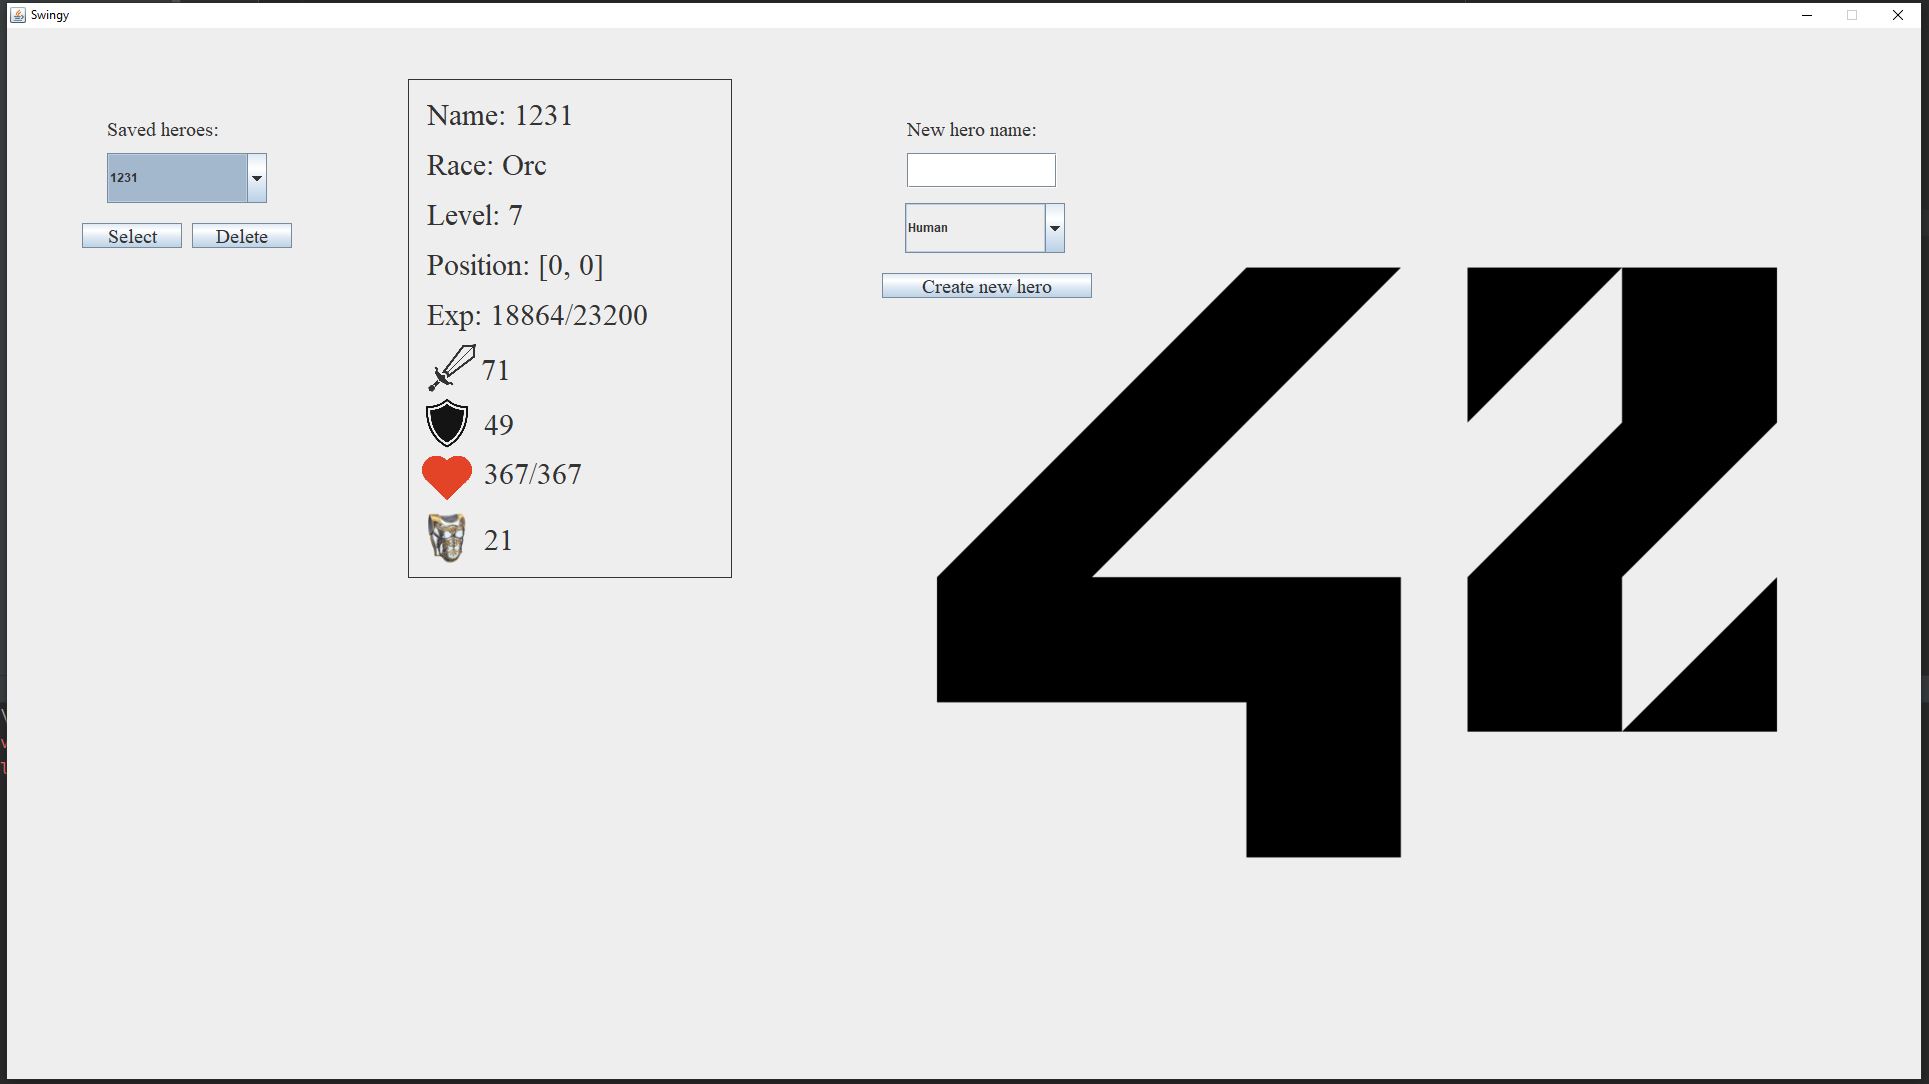 Swingy
Saved heroes:
1231
Select
Delete
Name: 1231
Race: Orc
Level: 7
Position: [0, 0]
Exp: 18864/23200
71
49
367/367
21
New hero name:
Human
Create new hero
42